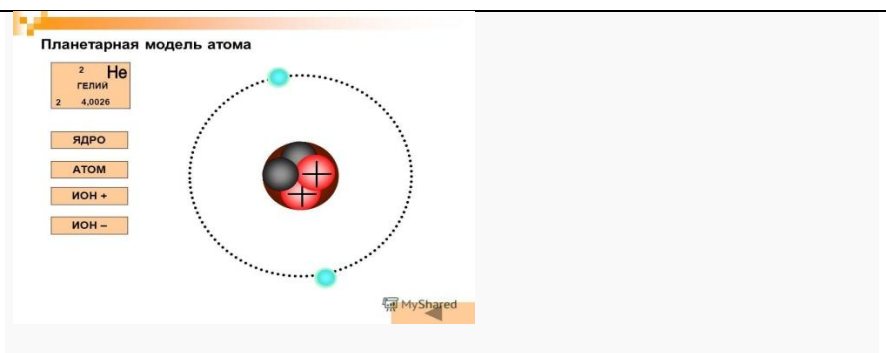 Планетарная модель атома
2 He
ГЕЛИЙ
2 4,0026
ЯДРО
АТОМ
ИОН +
ИОН –
MyShared